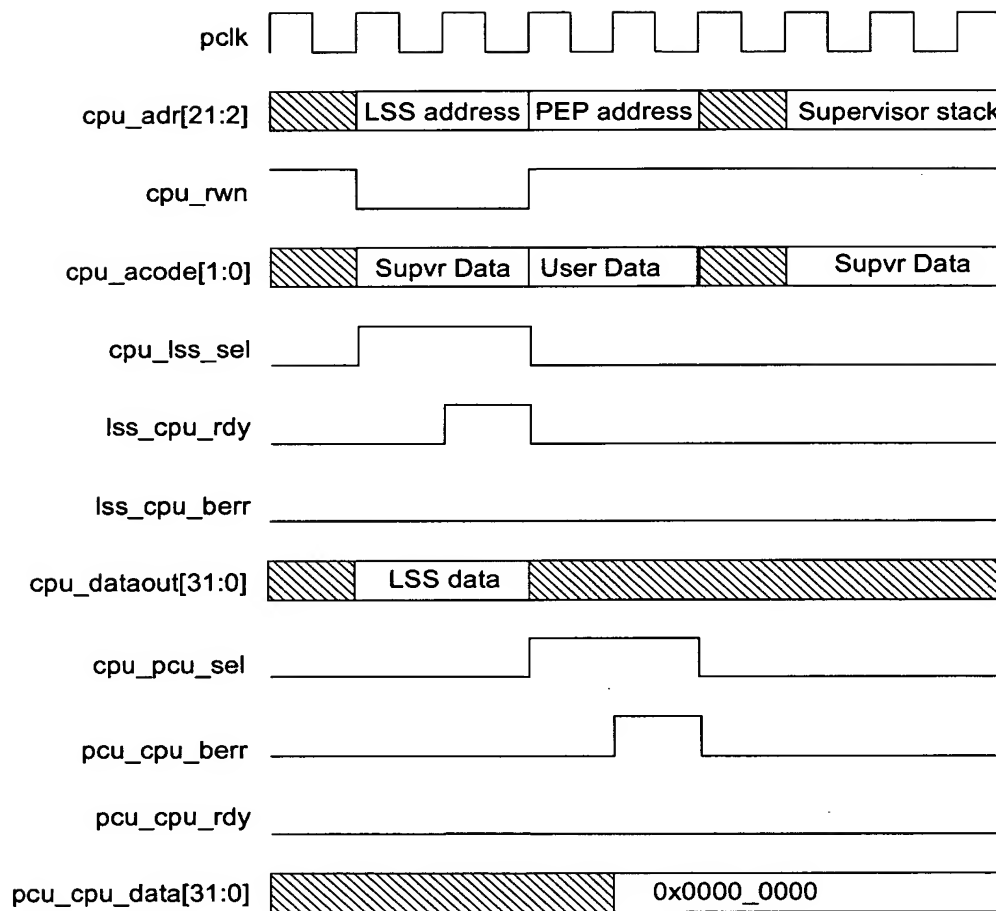 pclk
cpu_adr[21:2] LSS address PEP address Supervisor stack
cpu_rwn
cpu_acode[1:0] Supvr Data User Data Supvr Data
cpu_lss_sel
lss_cpu_rdy
lss_cpu_berr
cpu_dataout[31:0] LSS data
cpu_pcu_sel
pcu_cpu_berr
pcu_cpu_rdy
pcu_cpu_data[31:0] 0x0000_0000